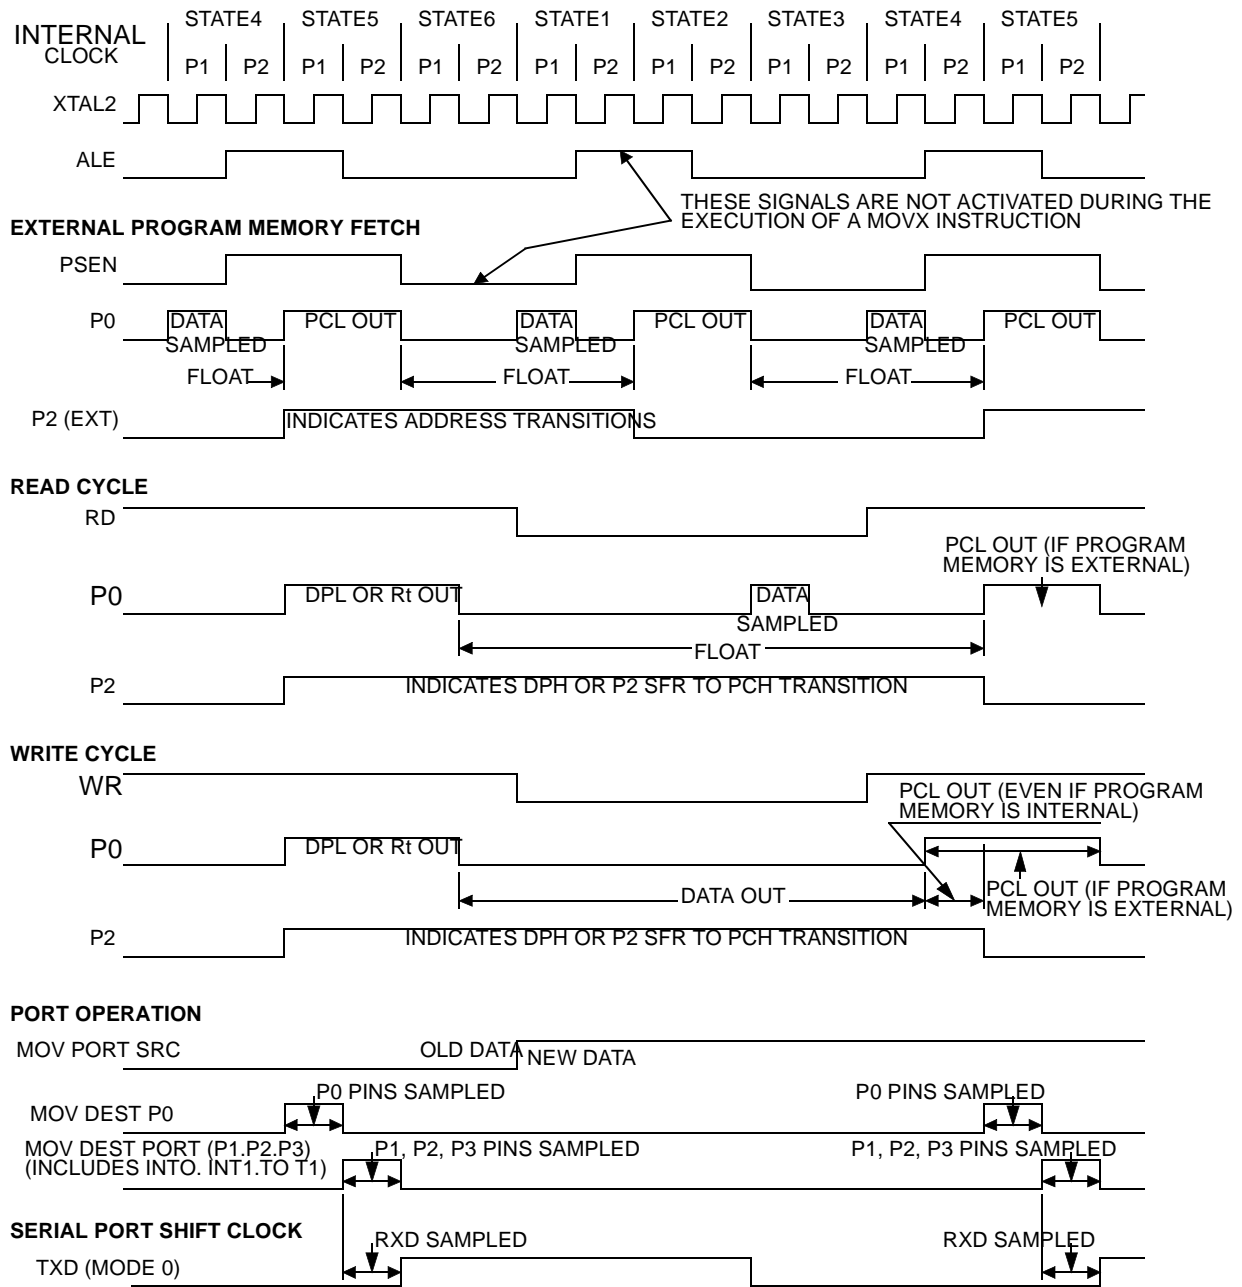 INTERNAL
CLOCK
STATE4 STATE5 STATE6 STATE1 STATE2 STATE3 STATE4 STATE5
P1 P2 P1 P2 P1 P2 P1 P2 P1 P2 P1 P2 P1 P2 P1 P2
XTAL2
ALE
THESE SIGNALS ARE NOT ACTIVATED DURING THE
EXECUTION OF A MOVX INSTRUCTION
EXTERNAL PROGRAM MEMORY FETCH
PSEN
P0 DATA PCL OUT DATA PCL OUT DATA PCL OUT
SAMPLED SAMPLED SAMPLED
FLOAT FLOAT FLOAT
P2 (EXT) INDICATES ADDRESS TRANSITIONS
READ CYCLE
RD
PCL OUT (IF PROGRAM
MEMORY IS EXTERNAL)
P0 DPL OR Rt OUT DATA
SAMPLED
FLOAT
P2 INDICATES DPH OR P2 SFR TO PCH TRANSITION
WRITE CYCLE
WR
PCL OUT (EVEN IF PROGRAM
MEMORY IS INTERNAL)
P0 DPL OR Rt OUT
DATA OUT
PCL OUT (IF PROGRAM
MEMORY IS EXTERNAL)
P2 INDICATES DPH OR P2 SFR TO PCH TRANSITION
PORT OPERATION
MOV PORT SRC OLD DATA NEW DATA
P0 PINS SAMPLED P0 PINS SAMPLED
MOV DEST P0
MOV DEST PORT (P1.P2.P3) P1, P2, P3 PINS SAMPLED P1, P2, P3 PINS SAMPLED
(INCLUDES INTO. INT1.TO T1)
SERIAL PORT SHIFT CLOCK
RXD SAMPLED RXD SAMPLED
TXD (MODE 0)